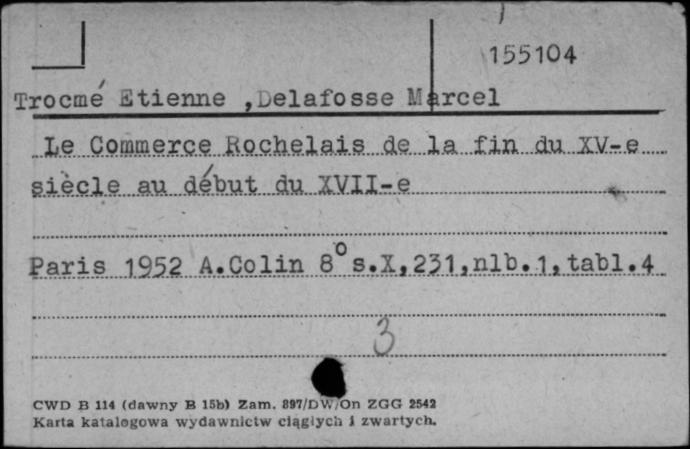 155104
Trocmé Etienne ,Delafosse Marcel
Le Commerce Rochelais de la fin du XV-e
siècle au début du XVII-e
Paris 1952 A.Colin 8° s.X,231,nlb.1,tabl.4
3
CWD B 114 (dawny B 15b) Zam. 897/DW/On ZGG 2542
Karta katalogowa wydawnictw ciągłych i zwartych.